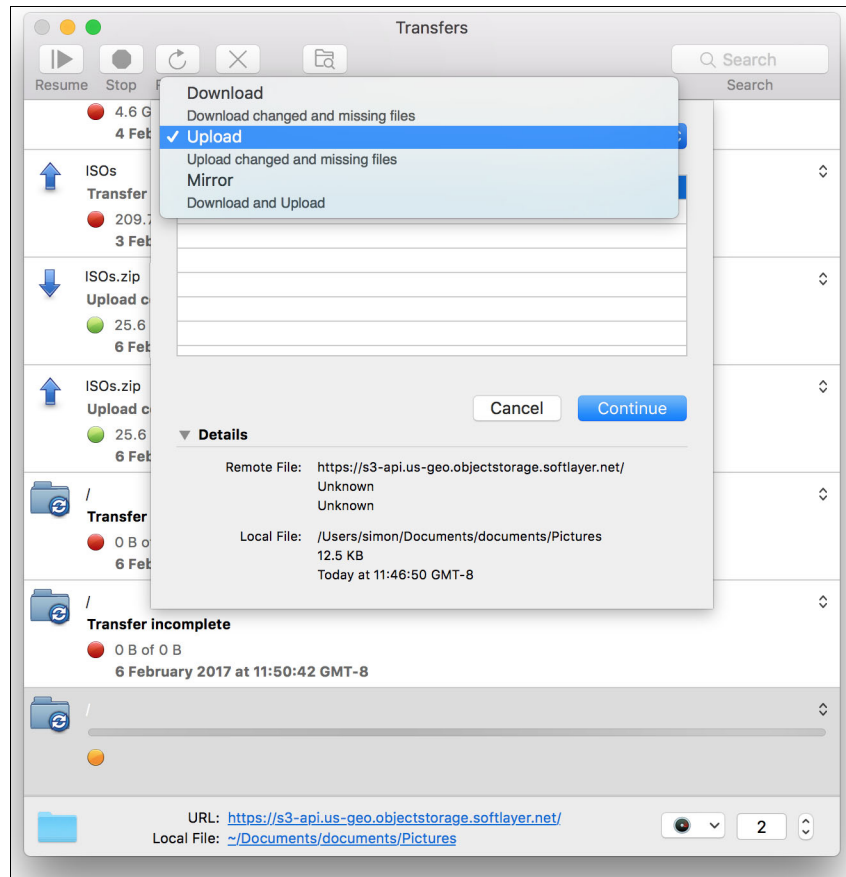 Transfers
Search
Resume Stop
Search
Download
Download changed and missing files
Upload
Upload changed and missing files
Mirror
Download and Upload
4.6 G
4 Feb
ISOs
Transfer
209.7
3 Feb
ISOs.zip
Upload c
25.6
6 Feb
ISOs.zip
Upload c
25.6
6 Feb
/
Transfer
0 B o
6 Feb
Cancel Continue
Details
Remote File: https://s3-api.us-geo.objectstorage.softlayer.net/
Unknown
Unknown
Local File: /Users/simon/Documents/documents/Pictures
12.5 KB
Today at 11:46:50 GMT-8
/
Transfer incomplete
0 B of 0 B
6 February 2017 at 11:50:42 GMT-8
/
URL: https://s3-api.us-geo.objectstorage.softlayer.net/
Local File: ~/Documents/documents/Pictures
2